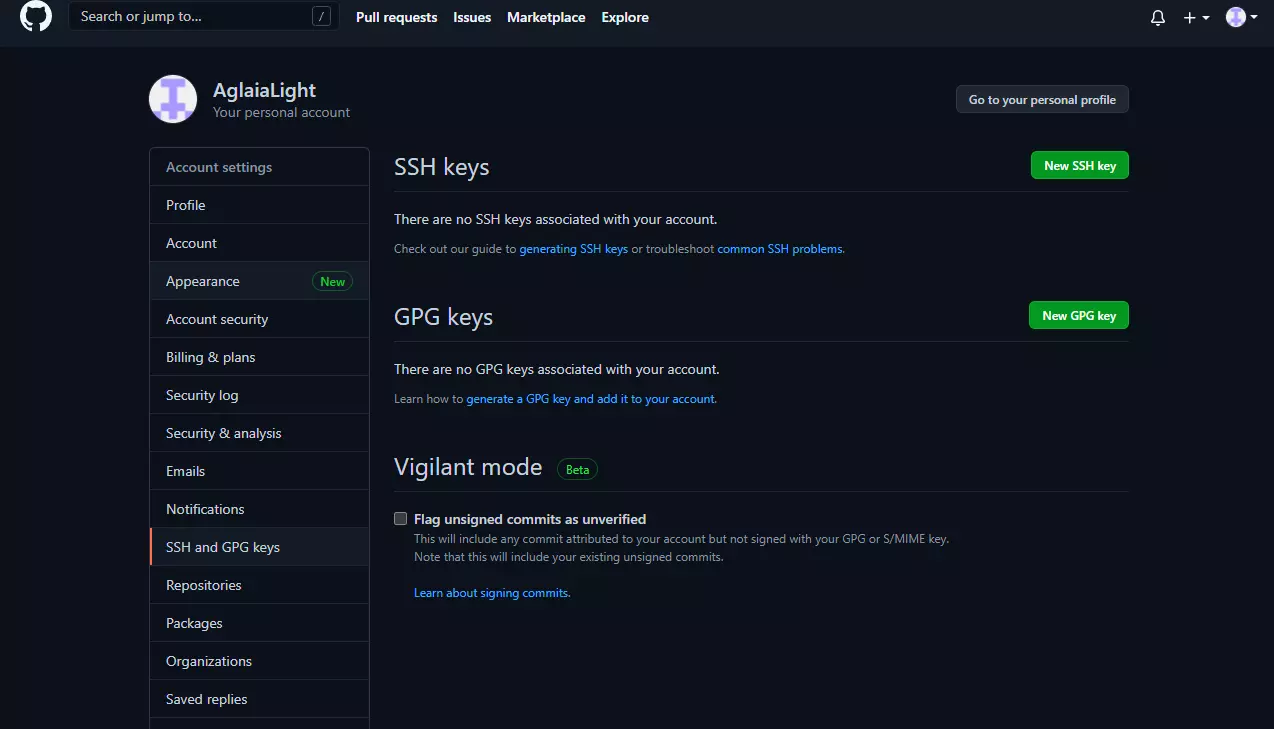 Search or jump to... /
Pull requests Issues Marketplace Explore
AglaiaLight
Your personal account
Go to your personal profile
Account settings
Profile
Account
Appearance New
Account security
Billing & plans
Security log
Security & analysis
Emails
Notifications
SSH and GPG keys
Repositories
Packages
Organizations
Saved replies
SSH keys
New SSH key
There are no SSH keys associated with your account.
Check out our guide to generating SSH keys or troubleshoot common SSH problems.
GPG keys
New GPG key
There are no GPG keys associated with your account.
Learn how to generate a GPG key and add it to your account.
Vigilant mode Beta
Flag unsigned commits as unverified
This will include any commit attributed to your account but not signed with your GPG or S/MIME key.
Note that this will include your existing unsigned commits.
Learn about signing commits.